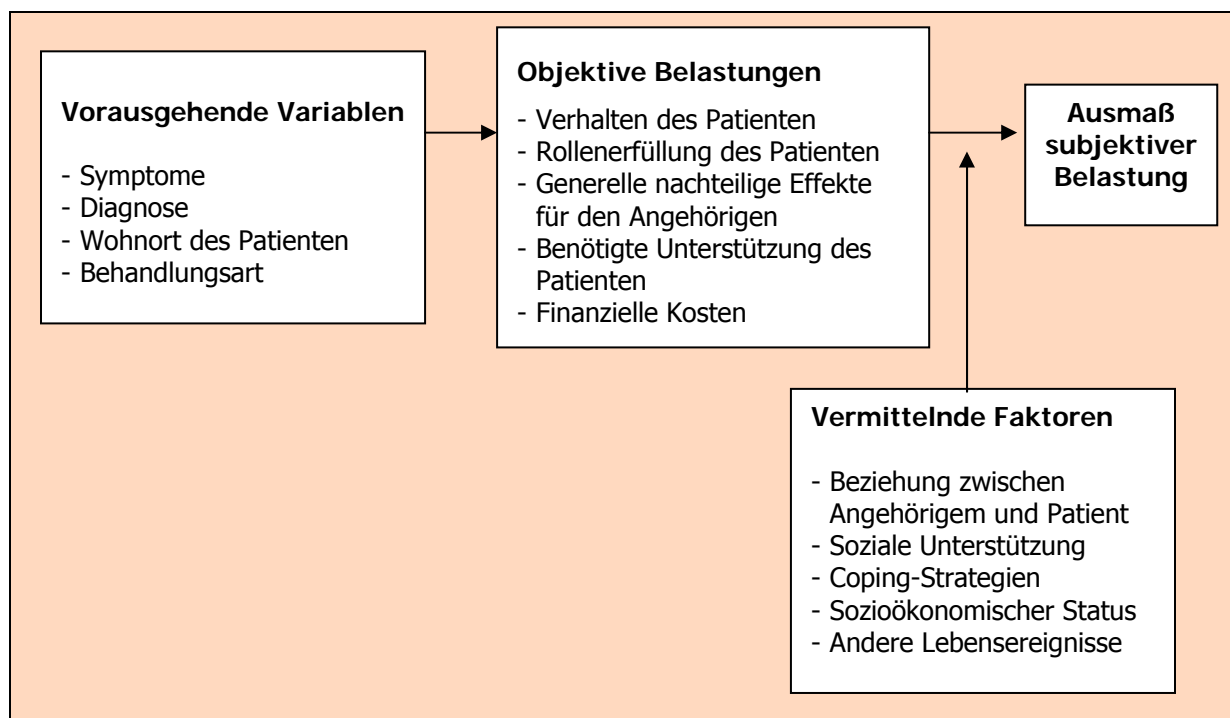 Vorausgehende Variablen
- Symptome
- Diagnose
- Wohnort des Patienten
- Behandlungsart
Objektive Belastungen
- Verhalten des Patienten
- Rollenerfüllung des Patienten
- Generelle nachteilige Effekte
für den Angehörigen
- Benötigte Unterstützung des
Patienten
- Finanzielle Kosten
Ausmaß
subjektiver
Belastung
Vermittelnde Faktoren
- Beziehung zwischen
Angehörigem und Patient
- Soziale Unterstützung
- Coping-Strategien
- Sozioökonomischer Status
- Andere Lebensereignisse